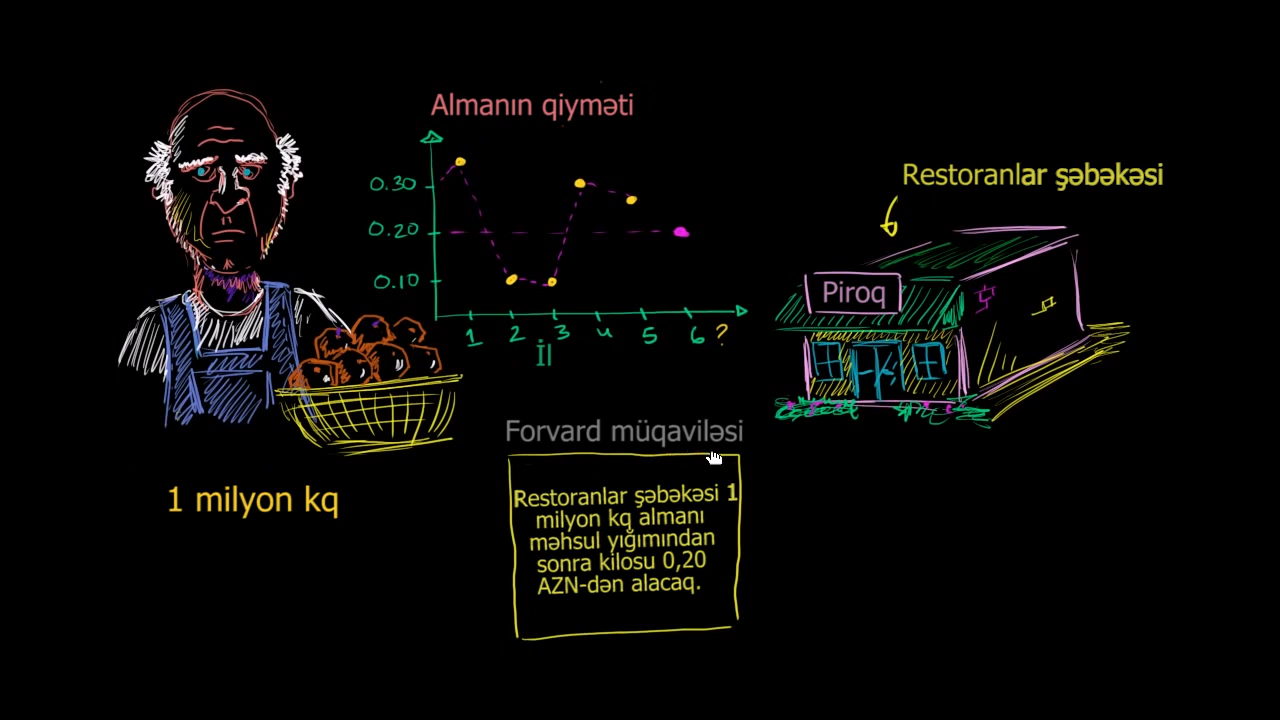 Almanın qiyməti
0.30
0.20
0.10
1 2 3 4 5 6 ?
İl
Restoranlar şəbəkəsi
Piroq
1 milyon kq
Forvard müqaviləsi
Restoranlar şəbəkəsi 1
milyon kq almanı
məhsul yığımından
sonra kilosu 0,20
AZN-dən alacaq.